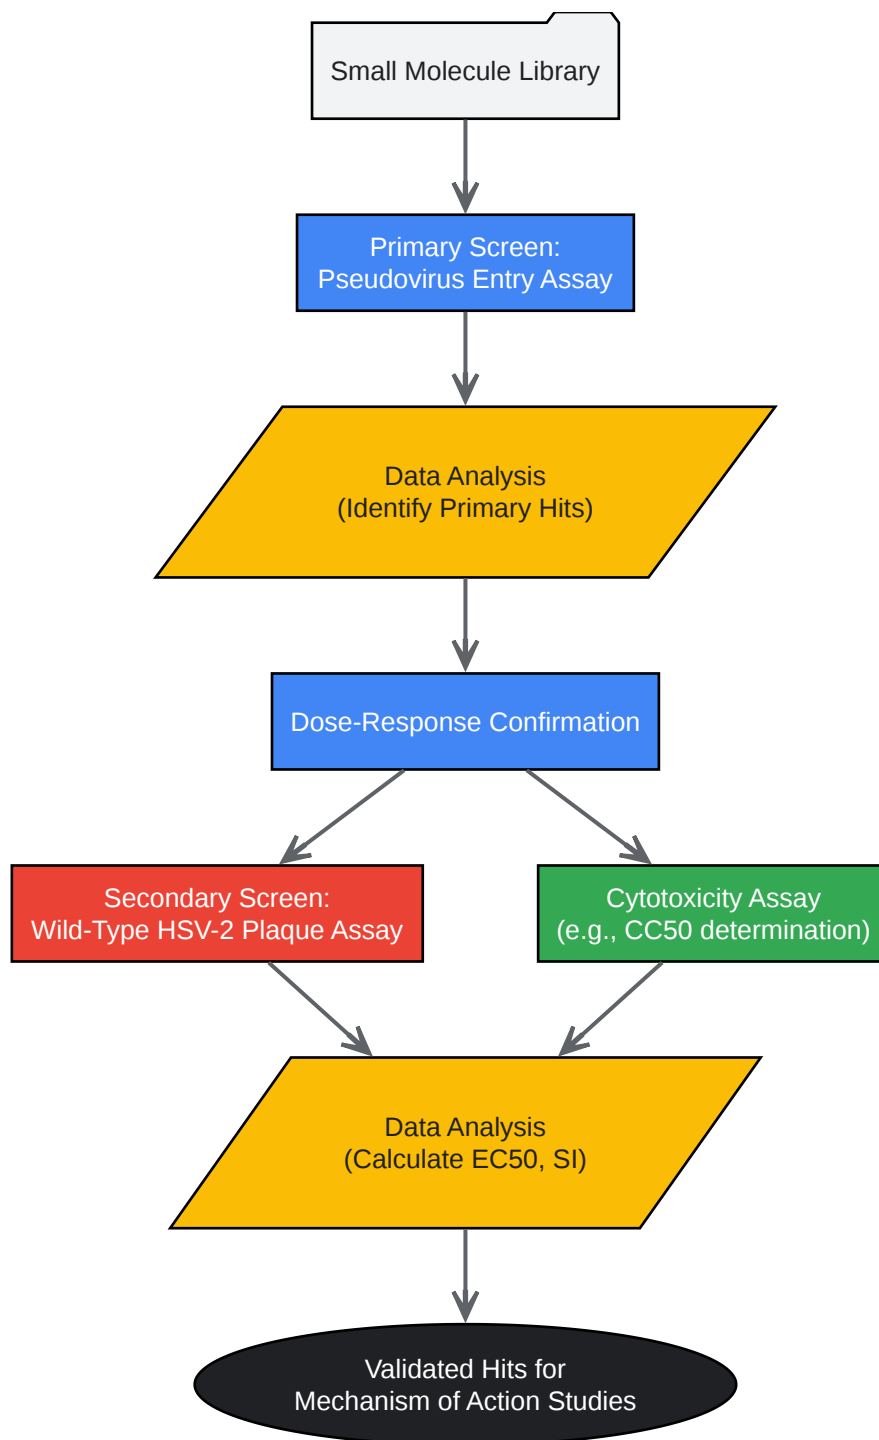 Small Molecule Library
Primary Screen:
Pseudovirus Entry Assay
Data Analysis
(Identify Primary Hits)
Dose-Response Confirmation
Secondary Screen:
Wild-Type HSV-2 Plaque Assay
Cytotoxicity Assay
(e.g., CC50 determination)
Data Analysis
(Calculate EC50, SI)
Validated Hits for
Mechanism of Action Studies